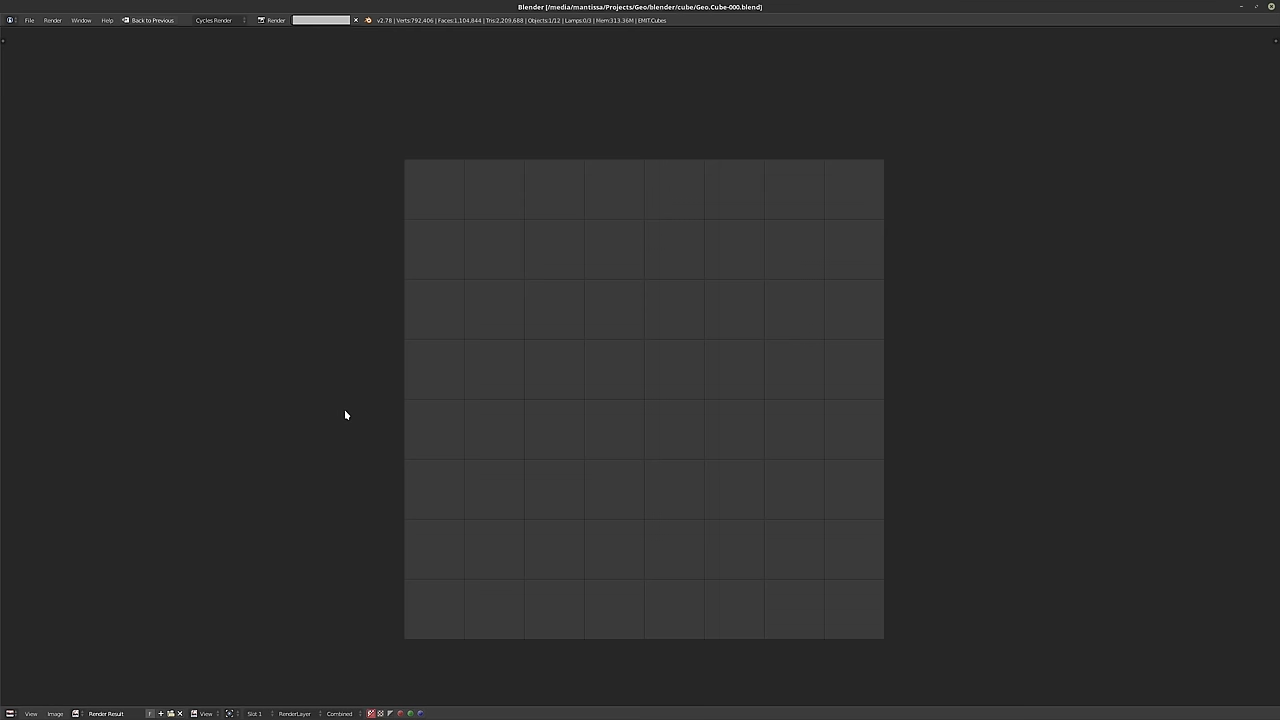 Blender [/media/mantissa/Projects/Geo/blender/cube/Geo.Cube-000.blend]
File Render Window Help Back to Previous Cycles Render Render v2.78 | Verts:792,406 | Faces:1,104,844 | Tris:2,209,688 | Objects:1/12 | Lamps:0/3 | Mem:313.36M | EMIT.Cubes
View Image Render Result F View Slot 1 RenderLayer Combined